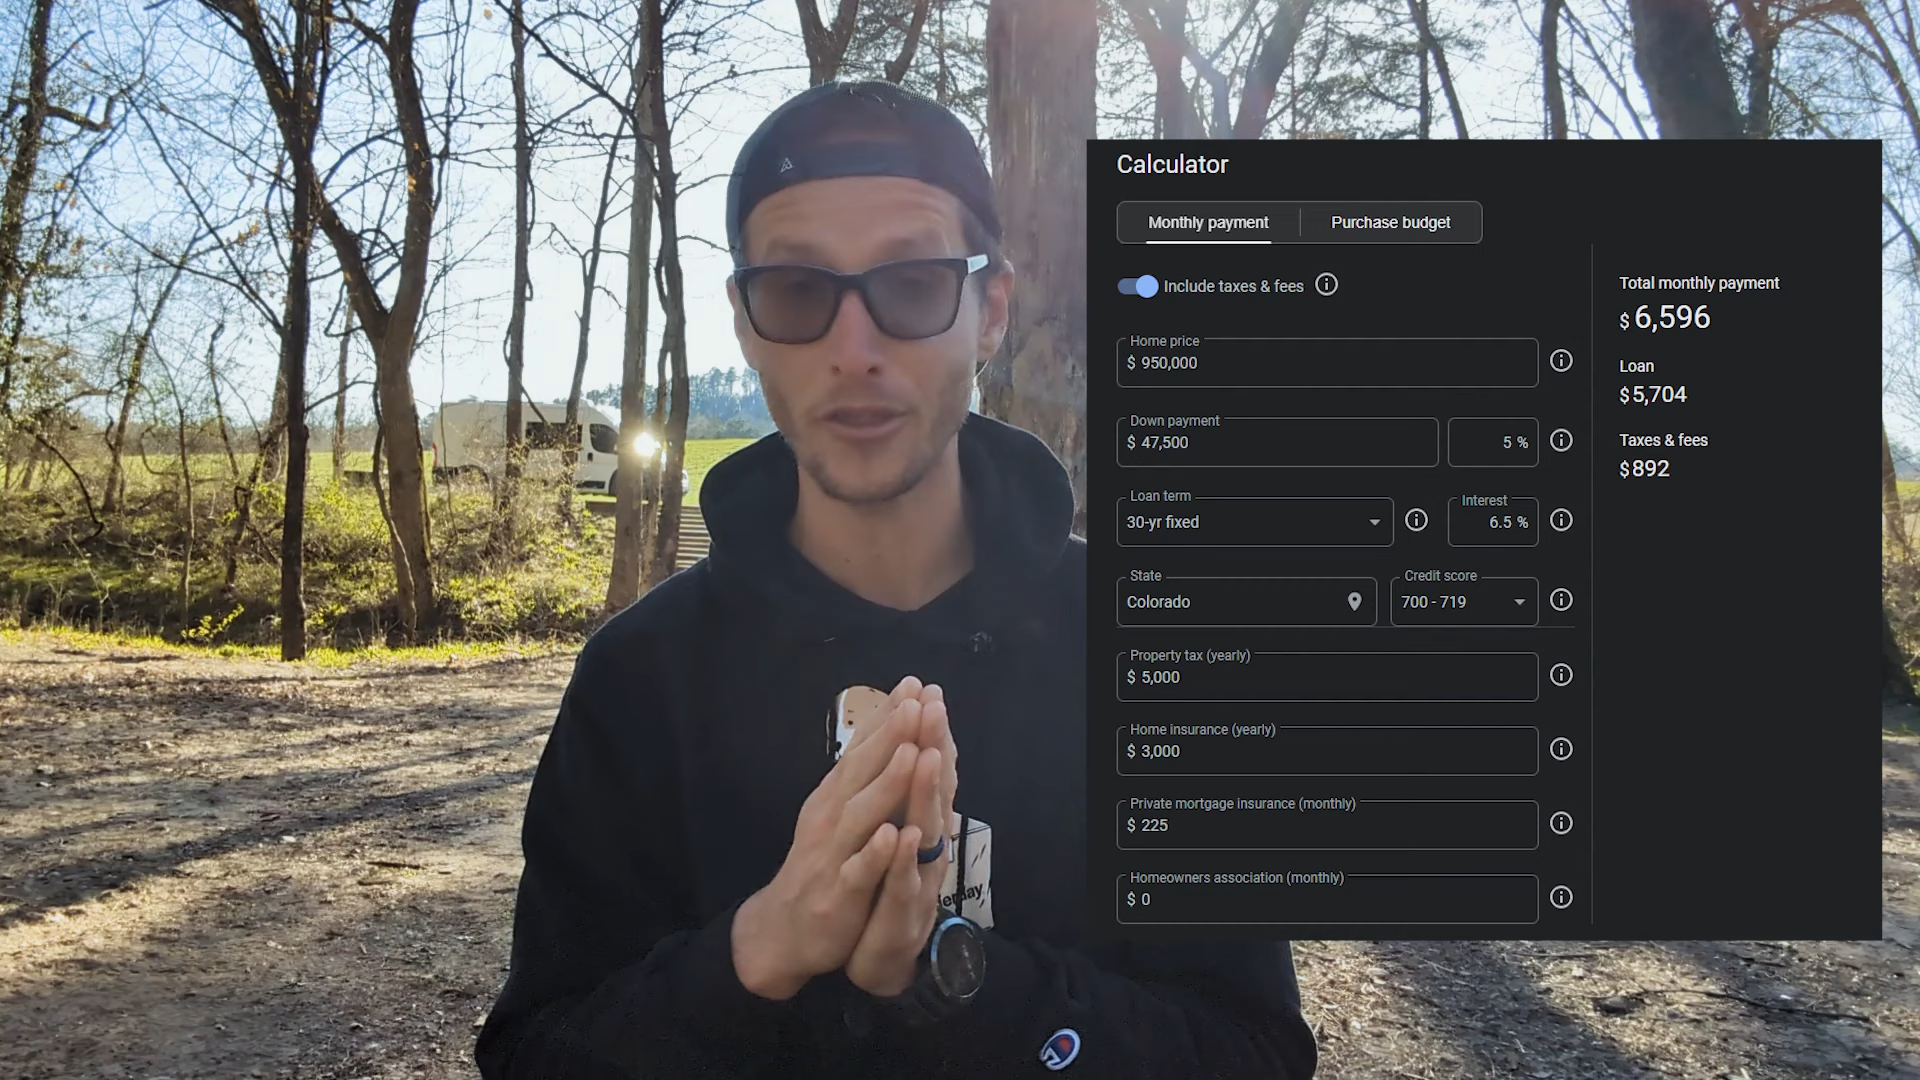 Calculator
Monthly payment
Purchase budget
Include taxes & fees
Home price
$ 950,000
Down payment
$ 47,500
5 %
Loan term
30-yr fixed
Interest
6.5 %
State
Colorado
Credit score
700 - 719
Property tax (yearly)
$ 5,000
Home insurance (yearly)
$ 3,000
Private mortgage insurance (monthly)
$ 225
Homeowners association (monthly)
$ 0
Total monthly payment
$ 6,596
Loan
$5,704
Taxes & fees
$892